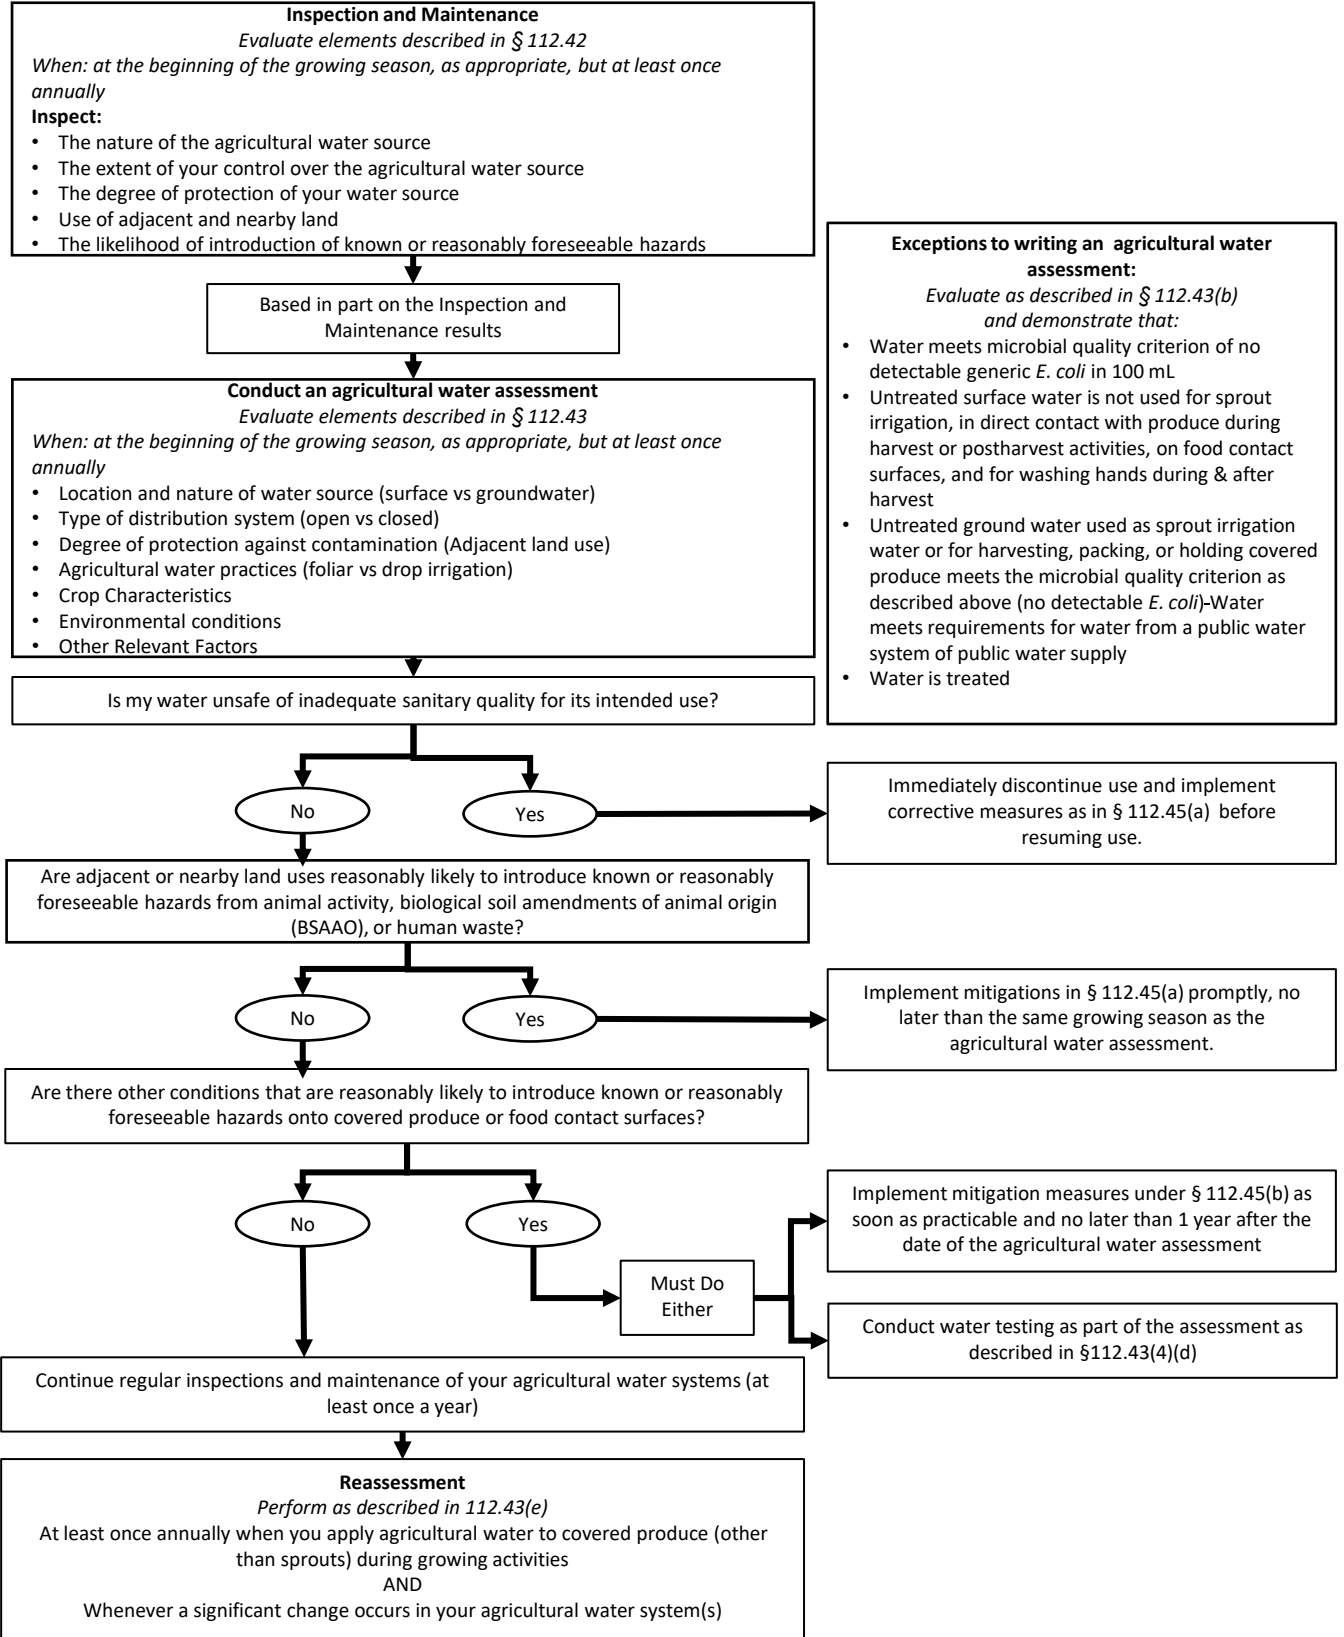 Inspection and Maintenance
Evaluate elements described in § 112.42
When: at the beginning of the growing season, as appropriate, but at least once
annually
Inspect:
• The nature of the agricultural water source
• The extent of your control over the agricultural water source
• The degree of protection of your water source
• Use of adjacent and nearby land
• The likelihood of introduction of known or reasonably foreseeable hazards
Based in part on the Inspection and
Maintenance results
Conduct an agricultural water assessment
Evaluate elements described in § 112.43
When: at the beginning of the growing season, as appropriate, but at least once
annually
• Location and nature of water source (surface vs groundwater)
• Type of distribution system (open vs closed)
• Degree of protection against contamination (Adjacent land use)
• Agricultural water practices (foliar vs drop irrigation)
• Crop Characteristics
• Environmental conditions
• Other Relevant Factors
Exceptions to writing an agricultural water
assessment:
Evaluate as described in § 112.43(b)
and demonstrate that:
• Water meets microbial quality criterion of no
detectable generic E. coli in 100 mL
• Untreated surface water is not used for sprout
irrigation, in direct contact with produce during
harvest or postharvest activities, on food contact
surfaces, and for washing hands during & after
harvest
• Untreated ground water used as sprout irrigation
water or for harvesting, packing, or holding covered
produce meets the microbial quality criterion as
described above (no detectable E. coli)-Water
meets requirements for water from a public water
system of public water supply
• Water is treated
Is my water unsafe of inadequate sanitary quality for its intended use?
No
Yes
Immediately discontinue use and implement
corrective measures as in § 112.45(a) before
resuming use.
Are adjacent or nearby land uses reasonably likely to introduce known or reasonably
foreseeable hazards from animal activity, biological soil amendments of animal origin
(BSAAO), or human waste?
No
Yes
Implement mitigations in § 112.45(a) promptly, no
later than the same growing season as the
agricultural water assessment.
Are there other conditions that are reasonably likely to introduce known or reasonably
foreseeable hazards onto covered produce or food contact surfaces?
No
Yes
Must Do
Either
Implement mitigation measures under § 112.45(b) as
soon as practicable and no later than 1 year after the
date of the agricultural water assessment
Conduct water testing as part of the assessment as
described in §112.43(4)(d)
Continue regular inspections and maintenance of your agricultural water systems (at
least once a year)
Reassessment
Perform as described in 112.43(e)
At least once annually when you apply agricultural water to covered produce (other
than sprouts) during growing activities
AND
Whenever a significant change occurs in your agricultural water system(s)